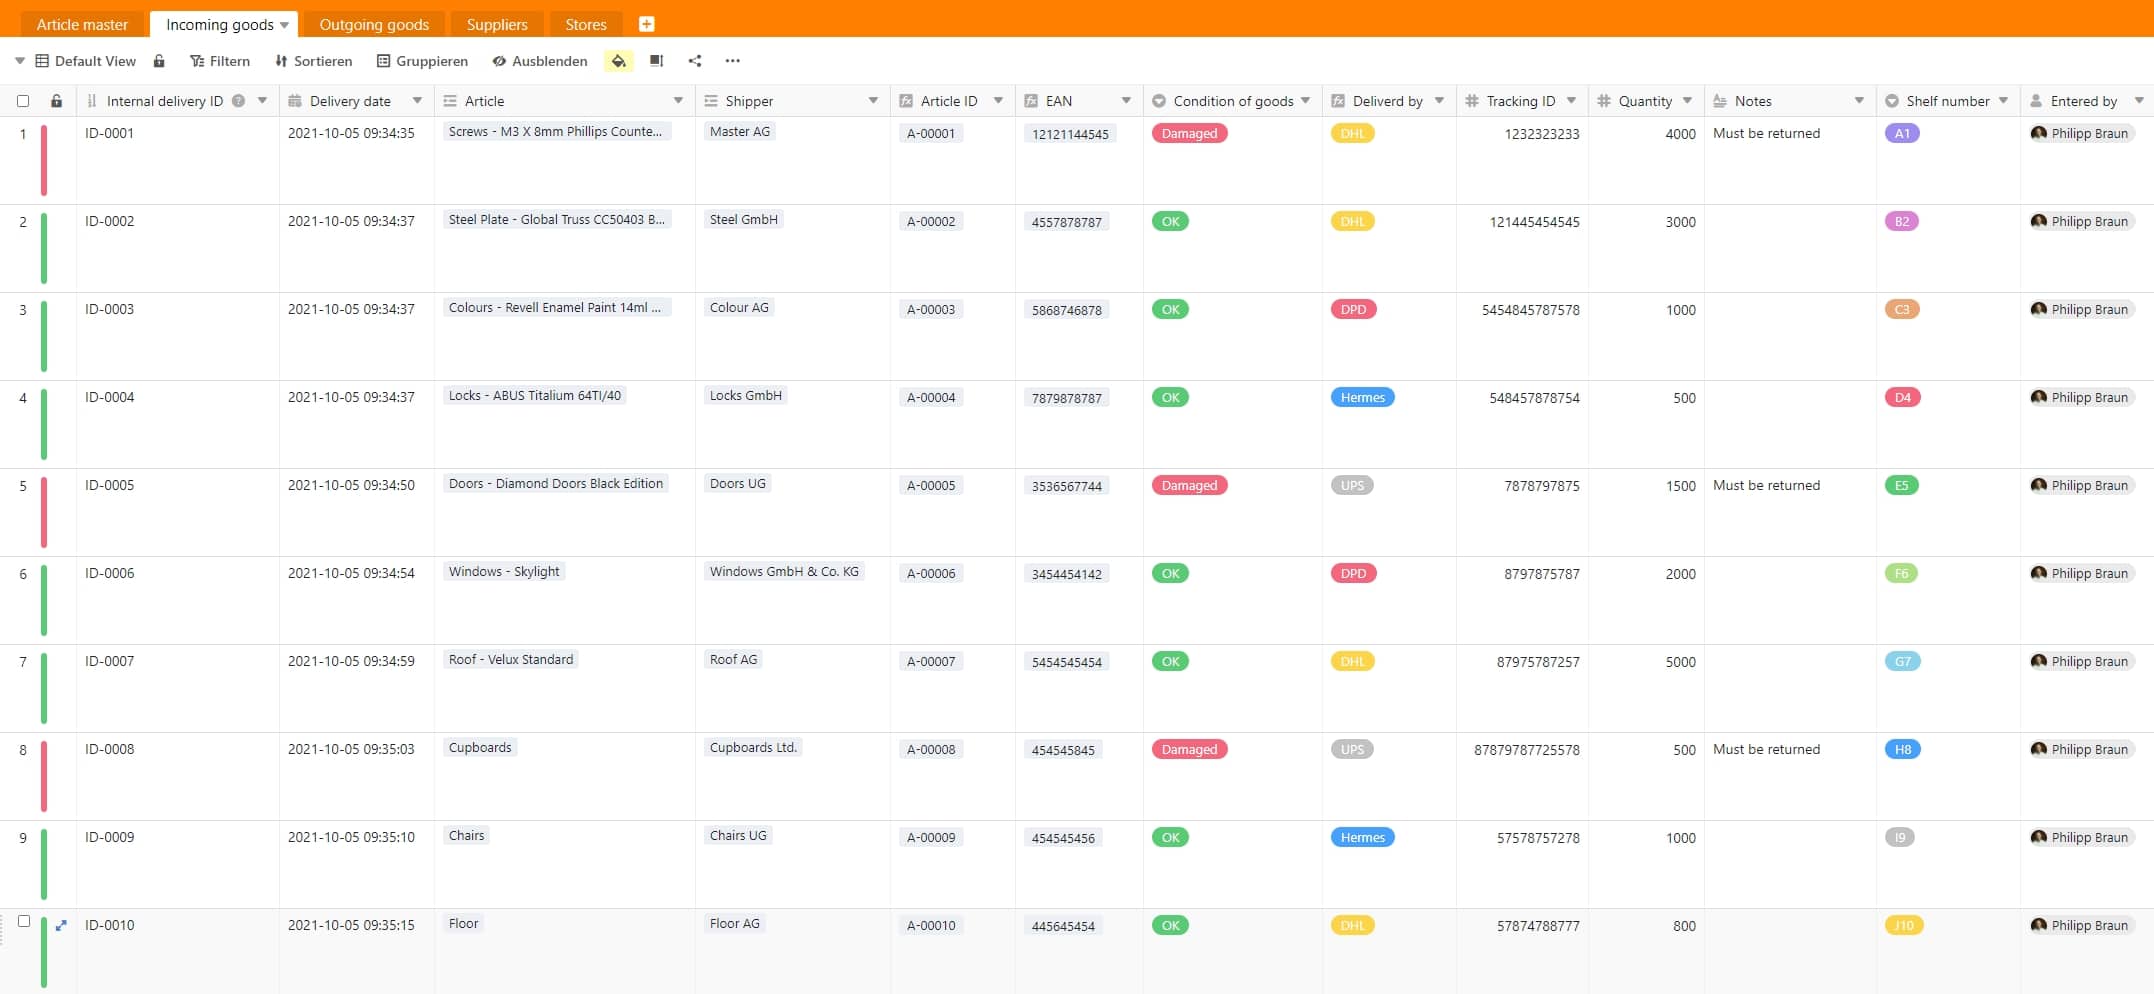 Article master Incoming goods Outgoing goods Suppliers Stores
Default View Filtern Sortieren Gruppieren Ausblenden
Internal delivery ID Delivery date Article Shipper Article ID EAN Condition of goods Deliverd by Tracking ID Quantity Notes Shelf number Entered by
1 ID-0001 2021-10-05 09:34:35 Screws - M3 X 8mm Phillips Counte... Master AG A-00001 12121144545 Damaged DHL 1232323233 4000 Must be returned A1 Philipp Braun
2 ID-0002 2021-10-05 09:34:37 Steel Plate - Global Truss CC50403 B... Steel GmbH A-00002 4557878787 OK DHL 121445454545 3000 B2 Philipp Braun
3 ID-0003 2021-10-05 09:34:37 Colours - Revell Enamel Paint 14ml ... Colour AG A-00003 5868746878 OK DPD 5454845787578 1000 C3 Philipp Braun
4 ID-0004 2021-10-05 09:34:37 Locks - ABUS Titalium 64TI/40 Locks GmbH A-00004 7879878787 OK Hermes 548457878754 500 D4 Philipp Braun
5 ID-0005 2021-10-05 09:34:50 Doors - Diamond Doors Black Edition Doors UG A-00005 3536567744 Damaged UPS 7878797875 1500 Must be returned E5 Philipp Braun
6 ID-0006 2021-10-05 09:34:54 Windows - Skylight Windows GmbH & Co. KG A-00006 3454454142 OK DPD 8797875787 2000 F6 Philipp Braun
7 ID-0007 2021-10-05 09:34:59 Roof - Velux Standard Roof AG A-00007 5454545454 OK DHL 87975787257 5000 G7 Philipp Braun
8 ID-0008 2021-10-05 09:35:03 Cupboards Cupboards Ltd. A-00008 454545845 Damaged UPS 87879787725578 500 Must be returned H8 Philipp Braun
9 ID-0009 2021-10-05 09:35:10 Chairs Chairs UG A-00009 454545456 OK Hermes 57578757278 1000 I9 Philipp Braun
ID-0010 2021-10-05 09:35:15 Floor Floor AG A-00010 445645454 OK DHL 57874788777 800 J10 Philipp Braun